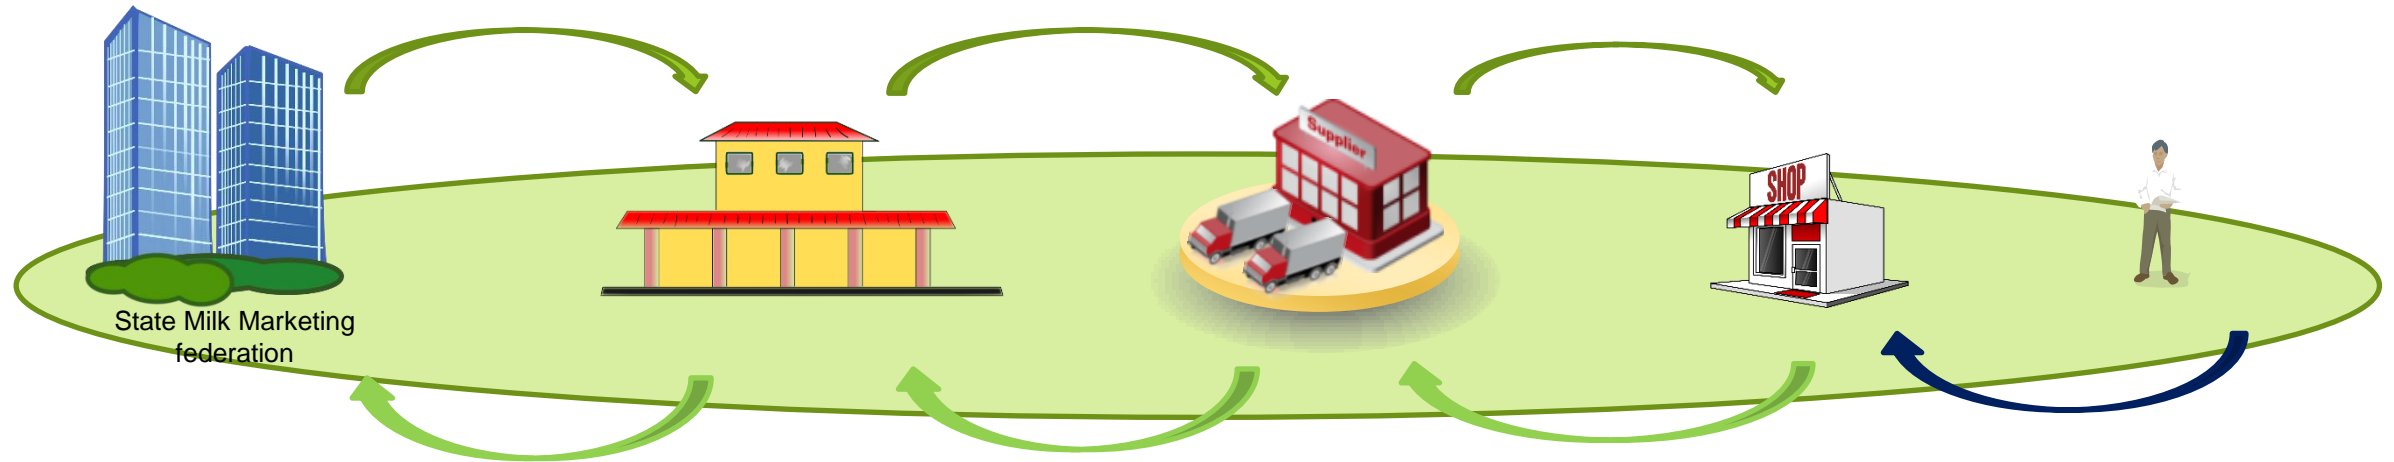 Supplier
SHOP
State Milk Marketing
federation